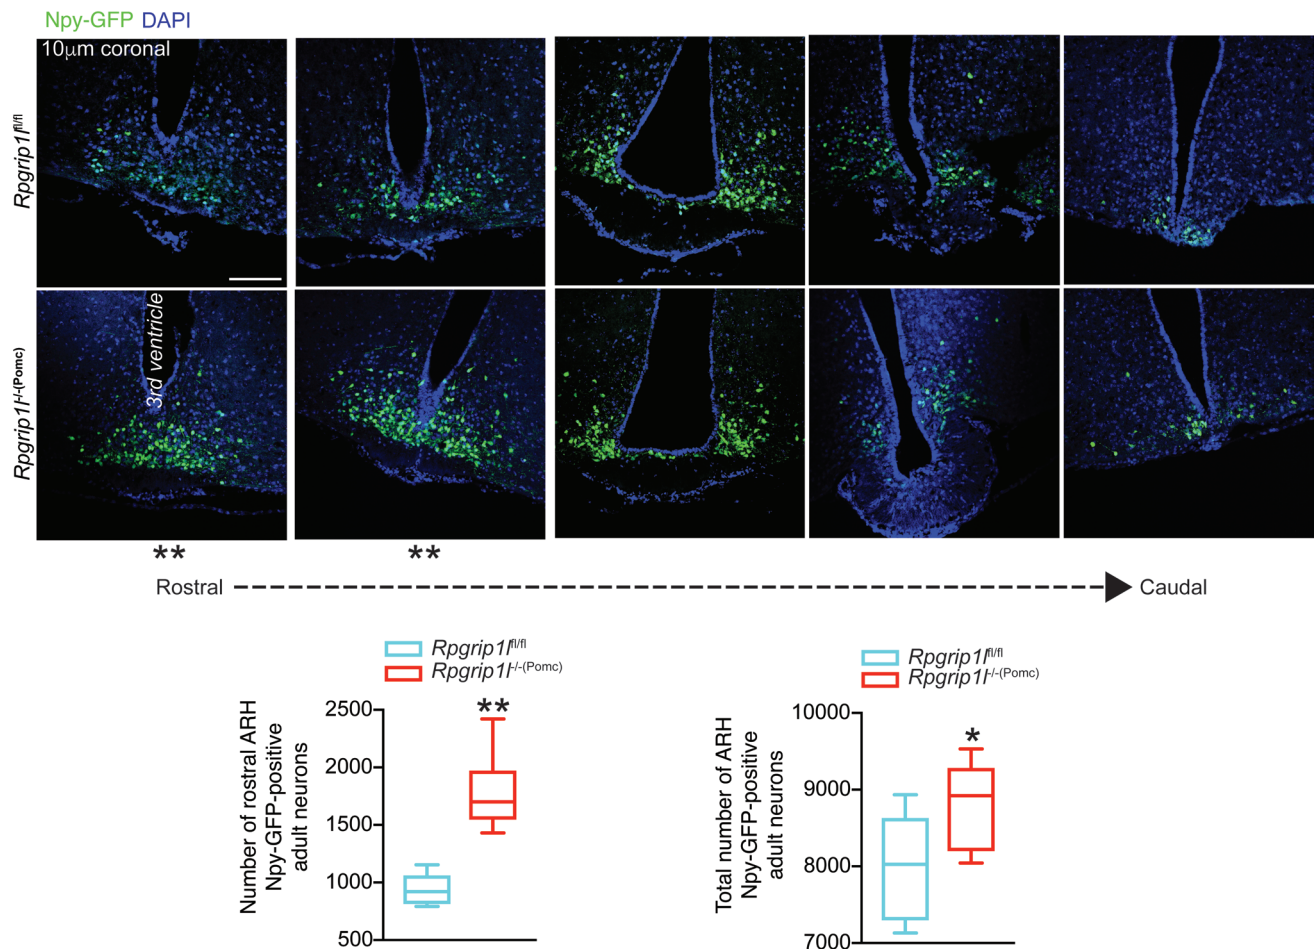 Npy-GFP DAPI
10μm coronal
Rpgrip1l fl/fl
Rpgrip1l -/-(Pomc)
3rd ventricle
** **
Rostral Caudal
Rpgrip1l fl/fl
Rpgrip1l -/-(Pomc)
Number of rostral ARH
Npy-GFP-positive
adult neurons
2500
2000
1500
1000
500
**
Rpgrip1l fl/fl
Rpgrip1l -/-(Pomc)
Total number of ARH
Npy-GFP-positive
adult neurons
10000
9000
8000
7000
*